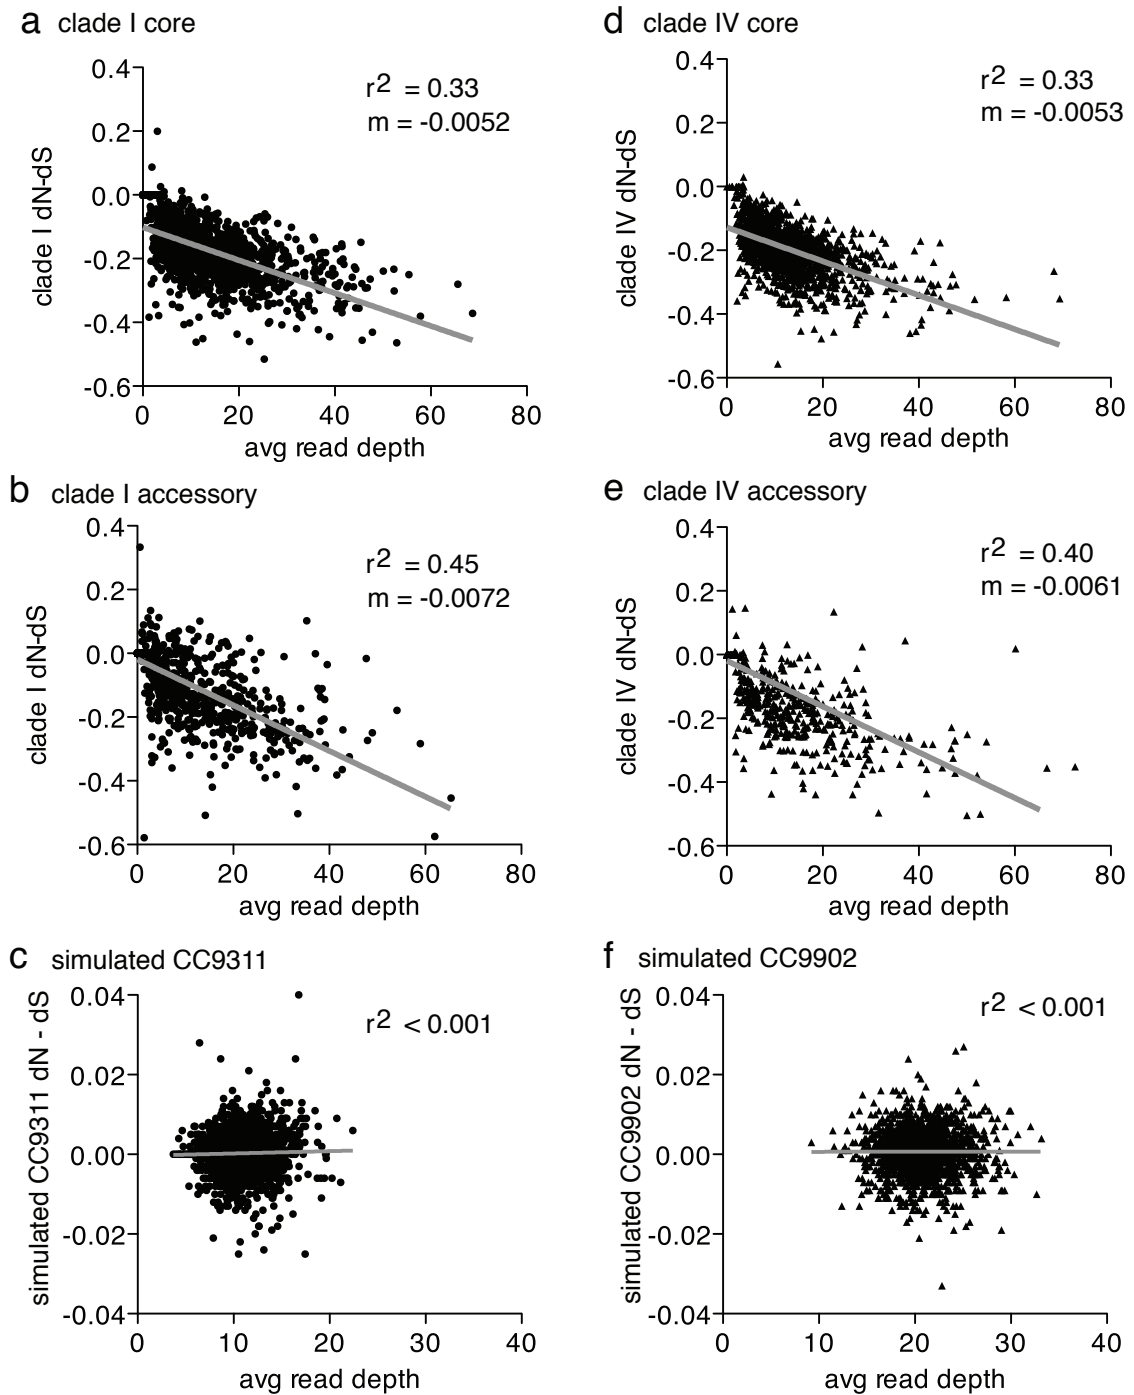 a clade I core
r2 = 0.33
m = -0.0052
clade I dN-dS
0.4
0.2
0.0
-0.2
-0.4
-0.6
0 20 40 60 80
avg read depth
d clade IV core
r2 = 0.33
m = -0.0053
clade IV dN-dS
0.4
0.2
0.0
-0.2
-0.4
-0.6
0 20 40 60 80
avg read depth
b clade I accessory
r2 = 0.45
m = -0.0072
clade I dN-dS
0.4
0.2
0.0
-0.2
-0.4
-0.6
0 20 40 60 80
avg read depth
e clade IV accessory
r2 = 0.40
m = -0.0061
clade IV dN-dS
0.4
0.2
0.0
-0.2
-0.4
-0.6
0 20 40 60 80
avg read depth
c simulated CC9311
r2 < 0.001
simulated CC9311 dN - dS
0.04
0.02
0.00
-0.02
-0.04
0 10 20 30 40
avg read depth
f simulated CC9902
r2 < 0.001
simulated CC9902 dN - dS
0.04
0.02
0.00
-0.02
-0.04
0 10 20 30 40
avg read depth